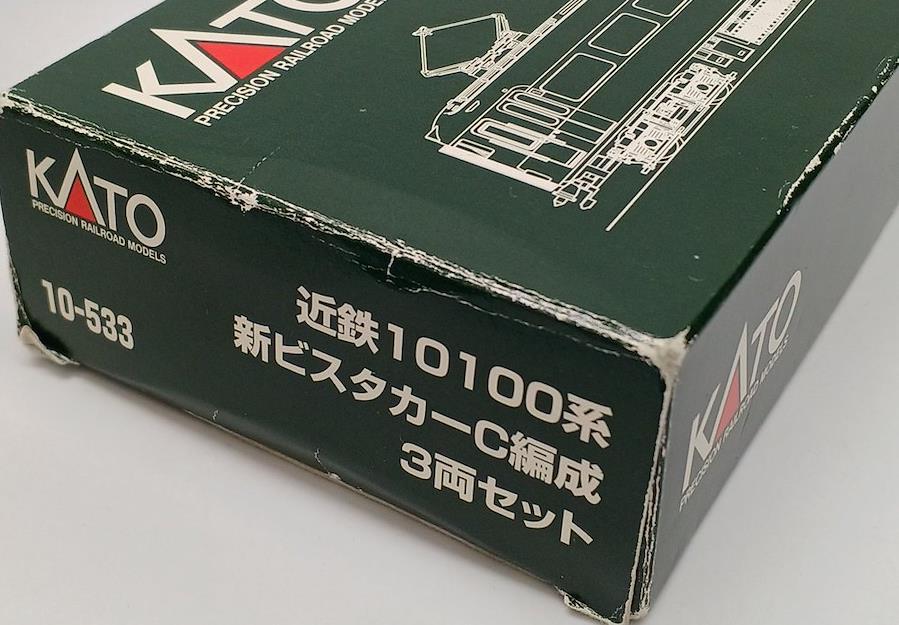 KATO
PRECISION RAILROAD MODELS
KATO
PRECISION RAILROAD MODELS
10-533
近鉄10100系
新ビスタカーC編成
3両セット
KATO
PRECISION RAILROAD MODELS